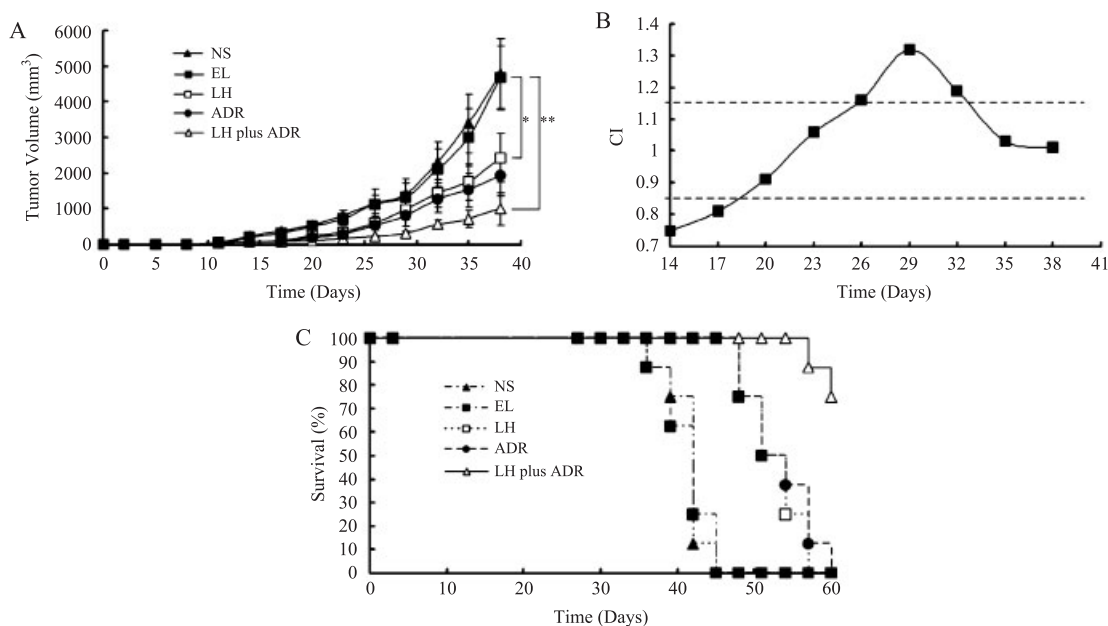 A
Tumor Volume (mm³)
6000
5000
4000
3000
2000
1000
0
NS
EL
LH
ADR
LH plus ADR
*
**
0 5 10 15 20 25 30 35 40
Time (Days)
B
CI
1.4
1.3
1.2
1.1
1
0.9
0.8
0.7
14 17 20 23 26 29 32 35 38 41
Time (Days)
C
Survival (%)
100
90
80
70
60
50
40
30
20
10
0
NS
EL
LH
ADR
LH plus ADR
0 10 20 30 40 50 60
Time (Days)